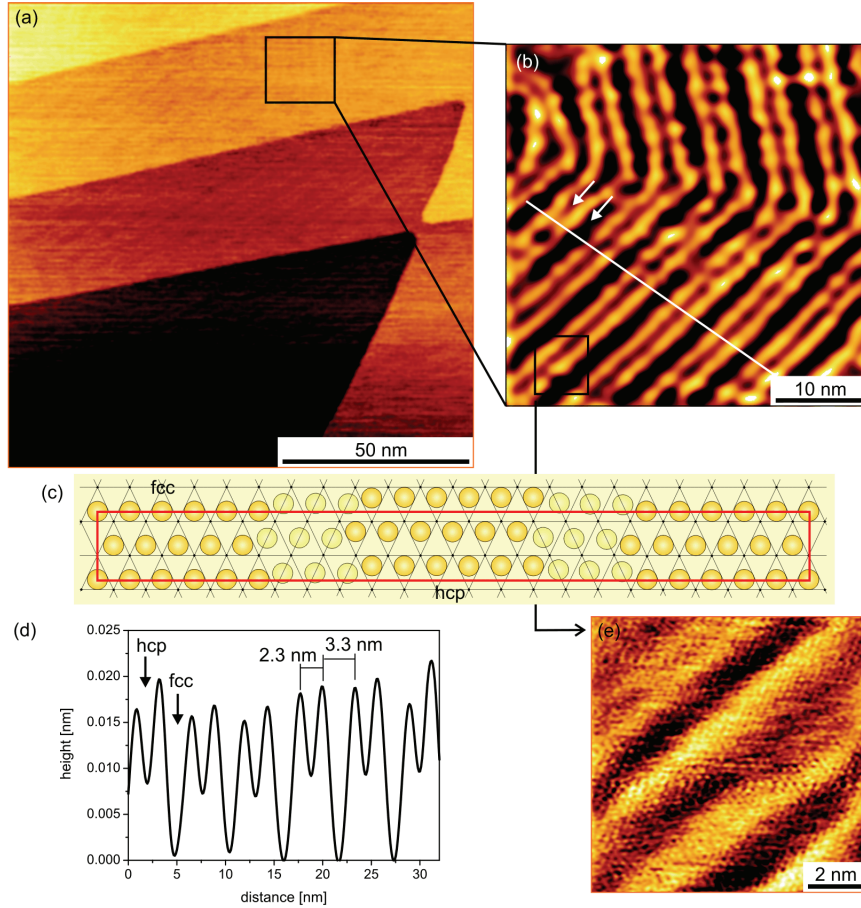 (a)
50 nm
(b)
10 nm
(c)
fcc
hcp
(d)
0.025
0.020
0.015
0.010
0.005
0.000
height [nm]
hcp
fcc
2.3 nm
3.3 nm
0
5
10
15
20
25
30
distance [nm]
(e)
2 nm